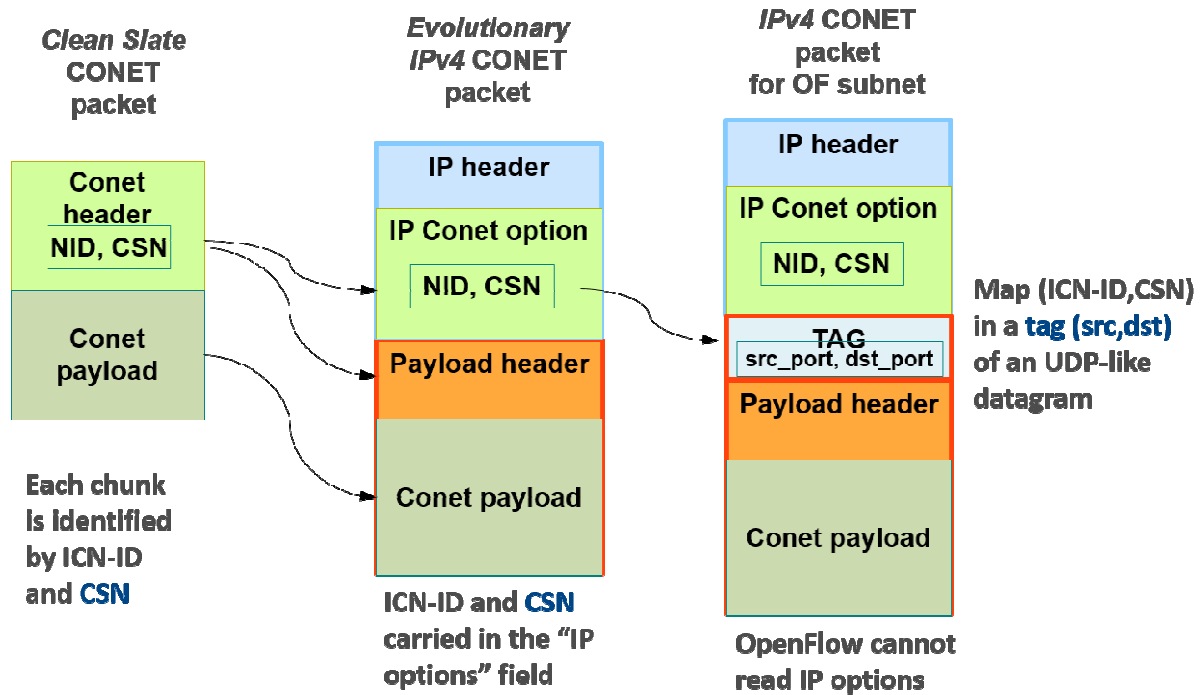 Clean Slate
CONET
packet
Conet
header
NID, CSN
Conet
payload
Each chunk
is identified
by ICN-ID
and CSN
Evolutionary
IPv4 CONET
packet
IP header
IP Conet option
NID, CSN
Payload header
Conet payload
ICN-ID and CSN
carried in the “IP
options” field
IPv4 CONET
packet
for OF subnet
IP header
IP Conet option
NID, CSN
TAG
src_port, dst_port
Payload header
Conet payload
OpenFlow cannot
read IP options
Map (ICN-ID,CSN)
in a tag (src,dst)
of an UDP-like
datagram